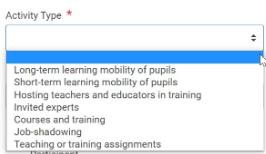 Activity Type *
Long-term learning mobility of pupils
Short-term learning mobility of pupils
Hosting teachers and educators in training
Invited experts
Courses and training
Job-shadowing
Teaching or training assignments